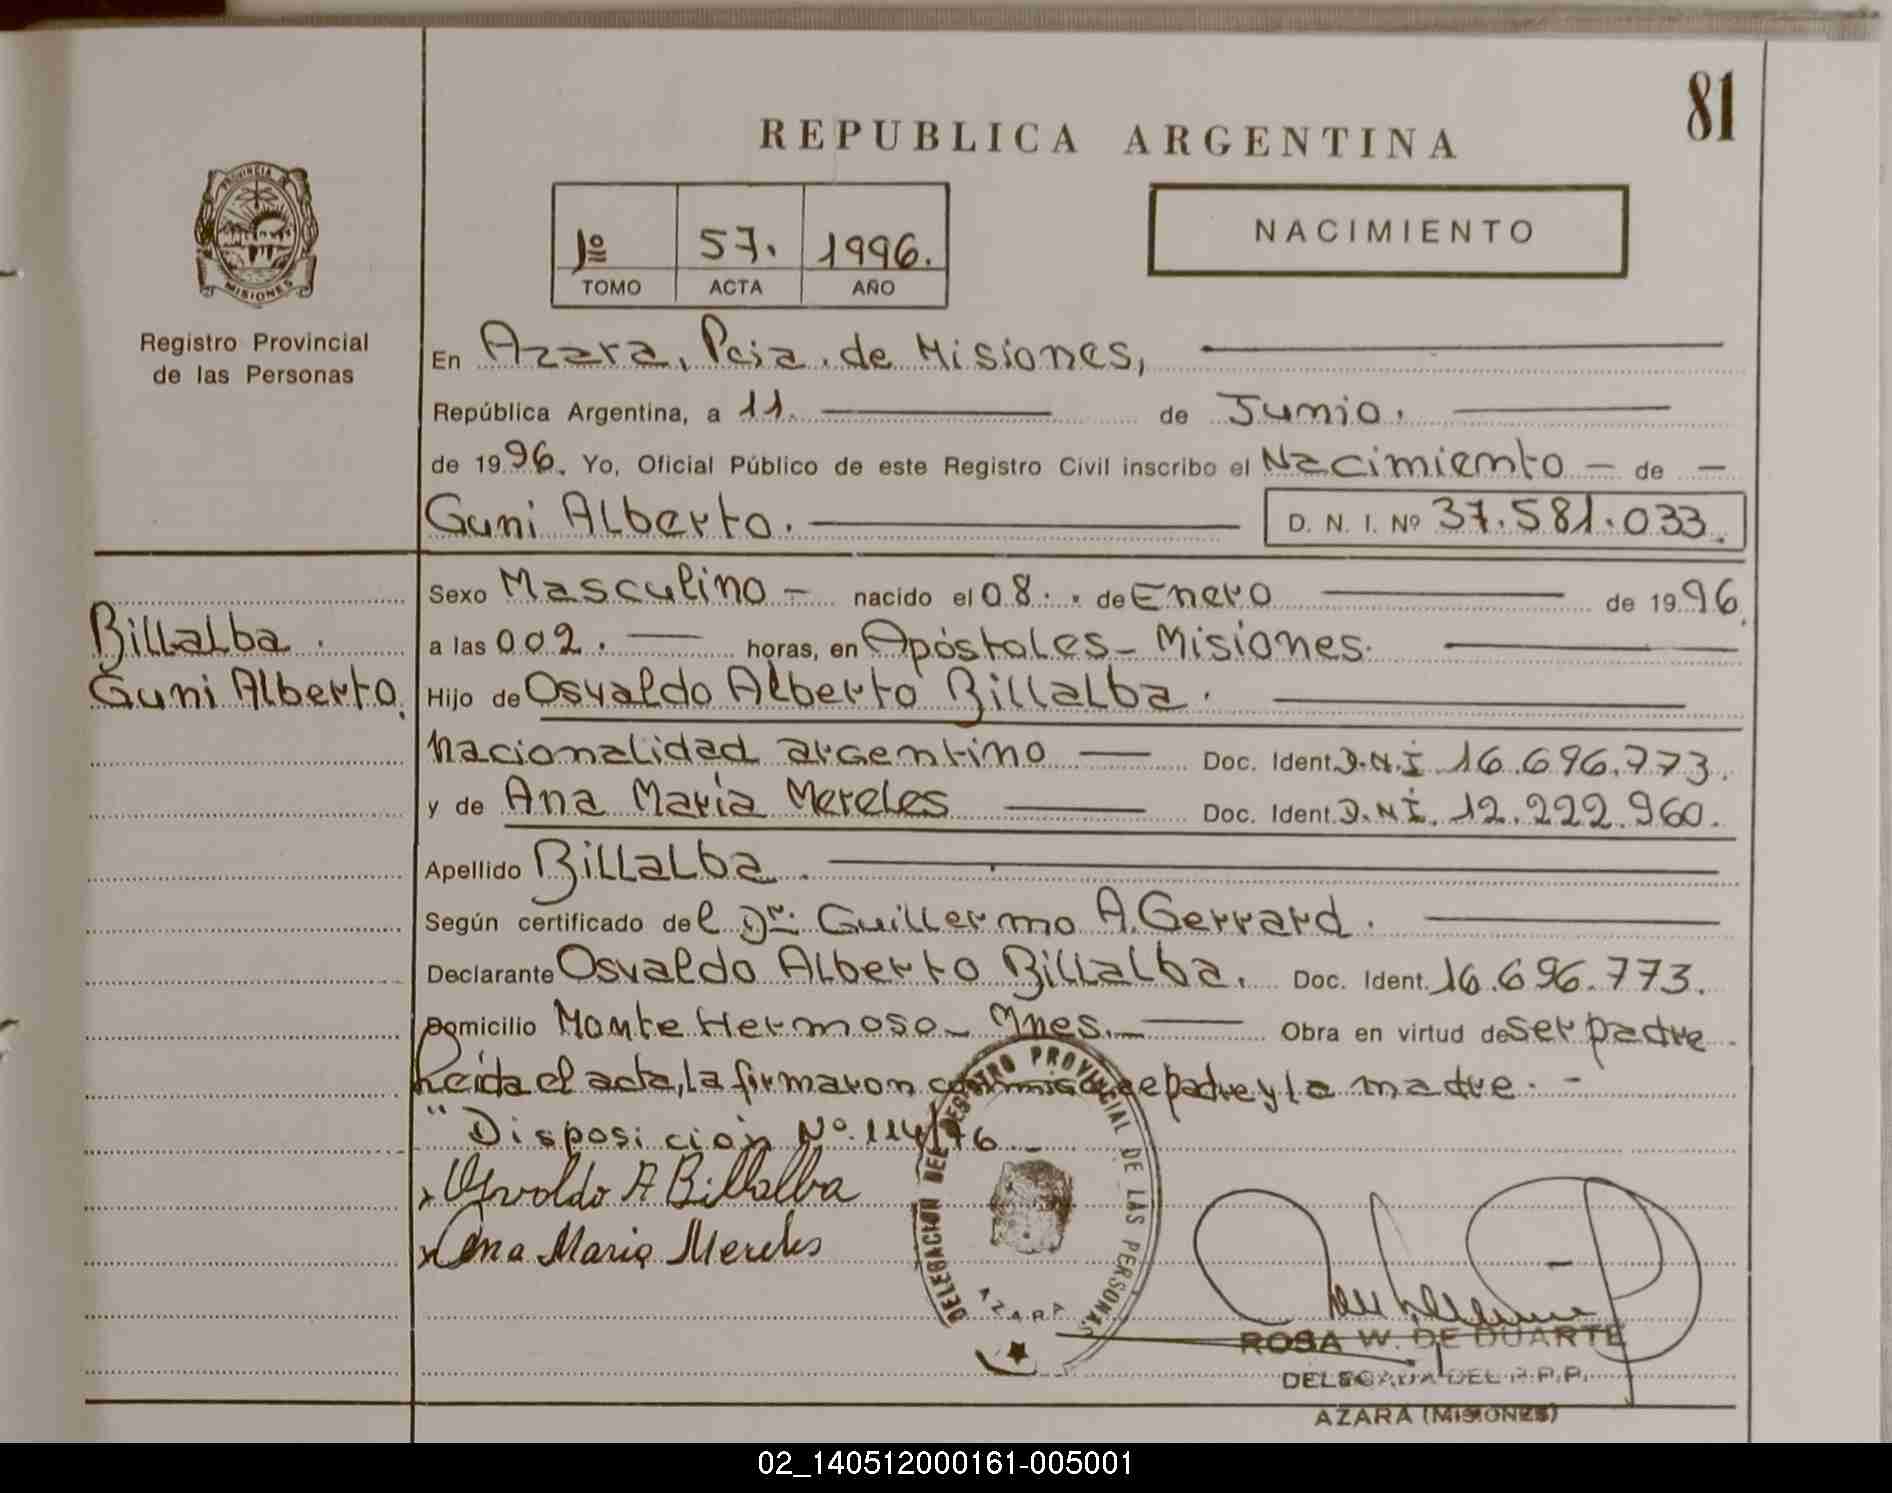 81
REPUBLICA ARGENTINA
PROVINCIA DE
MISIONES
Registro Provincial
de las Personas
1º 57. 1996.
TOMO ACTA AÑO
NACIMIENTO
En Azara, Pcia. de Misiones,
República Argentina, a 11. de Junio.
de 1996. Yo, Oficial Público de este Registro Civil inscribo el Nacimiento - de -
Guni Alberto. D. N. I. Nº 37.581.033.
Billalba.
Guni Alberto.
Sexo Masculino - nacido el 08. . de Enero de 1996.
a las 002. horas, en Apóstoles - Misiones.
Hijo de Osvaldo Alberto Billalba.
Nacionalidad argentino Doc. Ident. D.N.I 16.696.773.
y de Ana María Mereles Doc. Ident. D.N.I. 12.222.960.
Apellido Billalba.
Según certificado del Dr. Guillermo A. Gerrard.
Declarante Osvaldo Alberto Billalba. Doc. Ident. 16.696.773.
Domicilio Monte Hermoso - Mnes. Obra en virtud de ser padre
Leída el acta, la firmaron conmigo el padre y la madre. -
"Disposición Nº. 114/76
x Osvaldo A Billalba
x Ana Maria Mereles
DELEGACION DEL REGISTRO PROVINCIAL DE LAS PERSONAS
AZARA
ROSA W. DE DUARTE
DELEGADA DEL R.P.P.
AZARA (MISIONES)
02_140512000161-005001